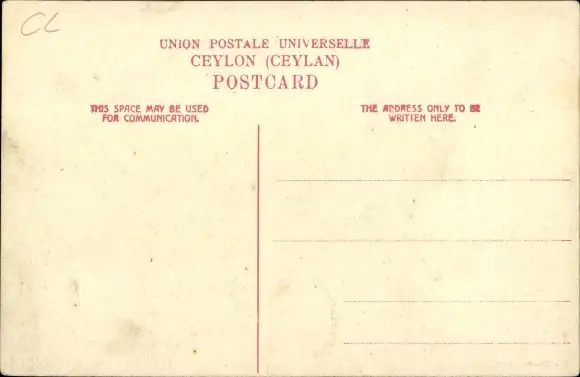 CL
UNION POSTALE UNIVERSELLE
CEYLON (CEYLAN)
POSTCARD
THIS SPACE MAY BE USED
FOR COMMUNICATION.
THE ADDRESS ONLY TO BE
WRITTEN HERE.